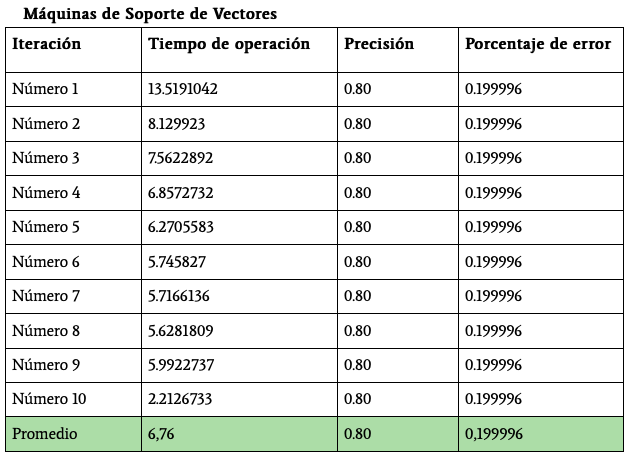 Máquinas de Soporte de Vectores
Iteración Tiempo de operación Precisión Porcentaje de error
Número 1 13.5191042 0.80 0.199996
Número 2 8.129923 0.80 0.199996
Número 3 7.5622892 0.80 0.199996
Número 4 6.8572732 0.80 0.199996
Número 5 6.2705583 0.80 0.199996
Número 6 5.745827 0.80 0.199996
Número 7 5.7166136 0.80 0.199996
Número 8 5.6281809 0.80 0.199996
Número 9 5.9922737 0.80 0.199996
Número 10 2.2126733 0.80 0.199996
Promedio 6,76 0.80 0,199996